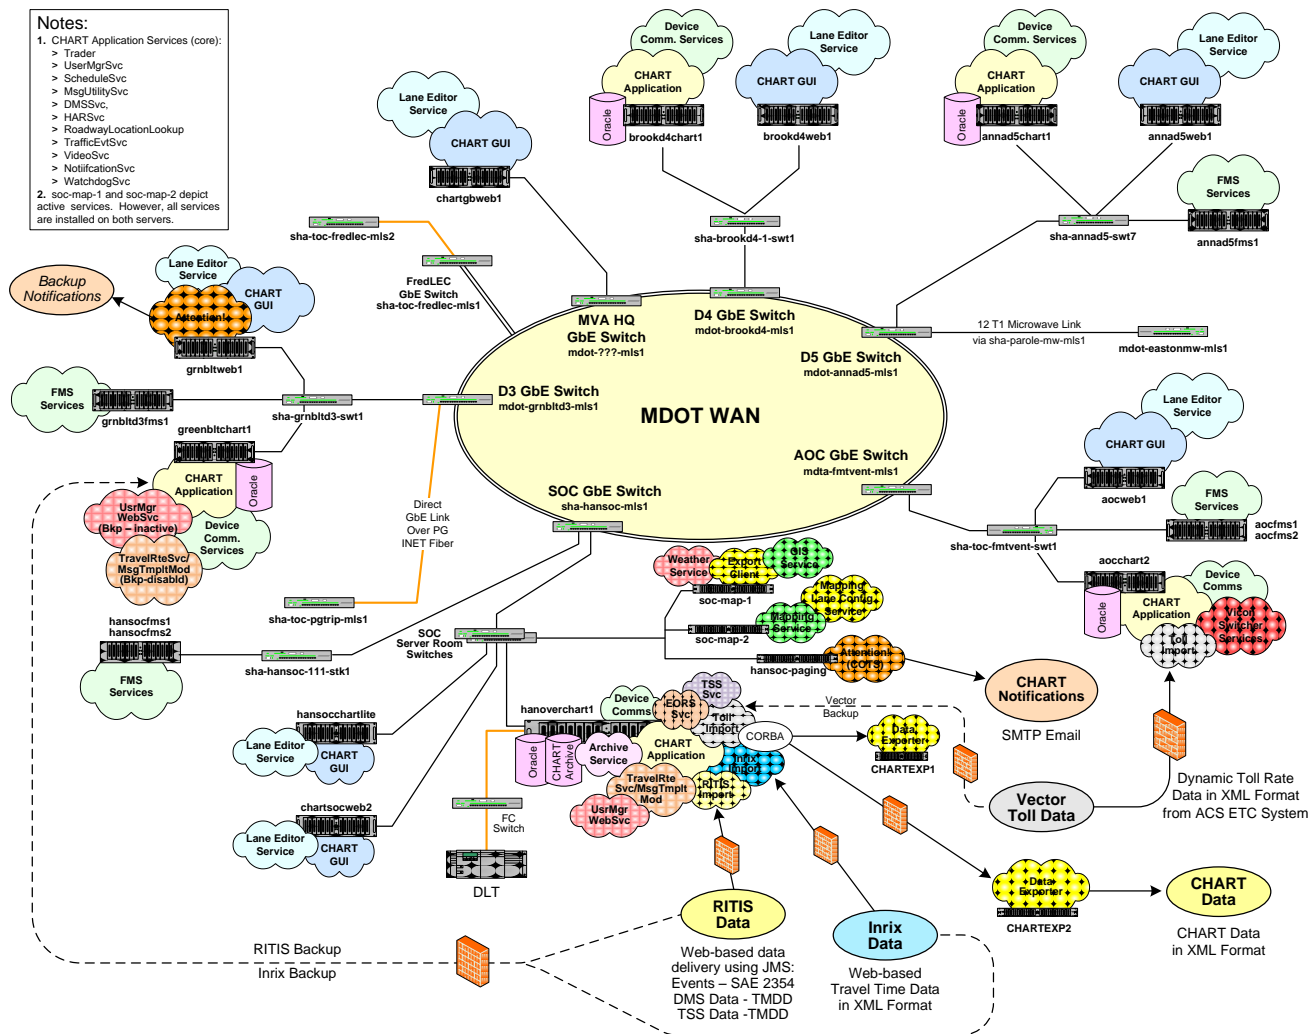 Notes:
1. CHART Application Services (core):
> Trader
> UserMgrSvc
> ScheduleSvc
> MsgUtilitySvc
> DMSSvc,
> HARSvc
> RoadwayLocationLookup
> TrafficEvtSvc
> VideoSvc
> NotiifcationSvc
> WatchdogSvc
2. soc-map-1 and soc-map-2 depict
active services. However, all services
are installed on both servers.
Lane Editor
Service
CHART GUI
chartgbweb1
Device
Comm. Services
CHART
Application
Oracle
brookd4chart1
Lane Editor
Service
CHART GUI
brookd4web1
Device
Comm. Services
CHART
Application
Oracle
annad5chart1
Lane Editor
Service
CHART GUI
annad5web1
FMS
Services
annad5fms1
sha-brookd4-1-swt1
sha-annad5-swt7
sha-toc-fredlec-mls2
FredLEC
GbE Switch
sha-toc-fredlec-mls1
Backup
Notifications
Lane Editor
Service
CHART
GUI
Attention!
grnbltweb1
MVA HQ
GbE Switch
mdot-???-mls1
D4 GbE Switch
mdot-brookd4-mls1
D5 GbE Switch
mdot-annad5-mls1
12 T1 Microwave Link
via sha-parole-mw-mls1
mdot-eastonmw-mls1
FMS
Services
grnbltd3fms1
sha-grnbltd3-swt1
D3 GbE Switch
mdot-grnbltd3-mls1
MDOT WAN
AOC GbE Switch
mdta-fmtvent-mls1
SOC GbE Switch
sha-hansoc-mls1
Lane Editor
Service
CHART GUI
aocweb1
FMS
Services
aocfms1
aocfms2
sha-toc-fmtvent-swt1
greenbltchart1
CHART
Application
Oracle
UsrMgr
WebSvc
(Bkp – inactive)
Device
Comm.
Services
TravelRteSvc/
MsgTmpltMod
(Bkp-disabld)
Direct
GbE Link
Over PG
INET Fiber
sha-toc-pgtrip-mls1
aocchart2
Oracle
Device
Comms
CHART
Application
Vicon
Switcher
Services
Toll
Import
Weather
Service
Export
Client
GIS
Service
soc-map-1
Mapping
Lane Config
Service
Mapping
Service
soc-map-2
Attention!
(COTS)
hansoc-paging
CHART
Notifications
SMTP Email
hansocfms1
hansocfms2
FMS
Services
sha-hansoc-111-stk1
SOC
Server Room
Switches
hansocchartlite
Lane Editor
Service
CHART
GUI
chartsocweb2
Lane Editor
Service
CHART
GUI
hanoverchart1
Device
Comms
EORS
Svc
TSS
Svc
Toll
Import
CORBA
Oracle
CHART
Archive
Archive
Service
CHART
Application
Inrix
Import
RITIS
Import
TravelRte
Svc/MsgTmplt
Mod
UsrMgr
WebSvc
FC
Switch
DLT
Vector
Backup
Data
Exporter
CHARTEXP1
Vector
Toll Data
Dynamic Toll Rate
Data in XML Format
from ACS ETC System
Data
Exporter
CHARTEXP2
CHART
Data
CHART Data
in XML Format
RITIS
Data
Web-based data
delivery using JMS:
Events – SAE 2354
DMS Data - TMDD
TSS Data -TMDD
Inrix
Data
Web-based
Travel Time Data
in XML Format
RITIS Backup
Inrix Backup